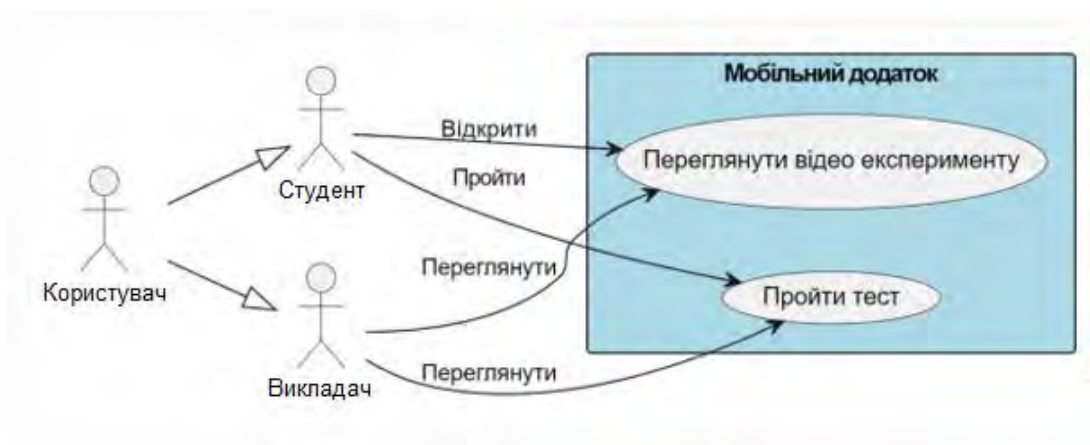 Мобільний додаток
Відкрити
Переглянути відео експерименту
Пройти
Студент
Переглянути
Користувач
Пройти тест
Переглянути
Викладач